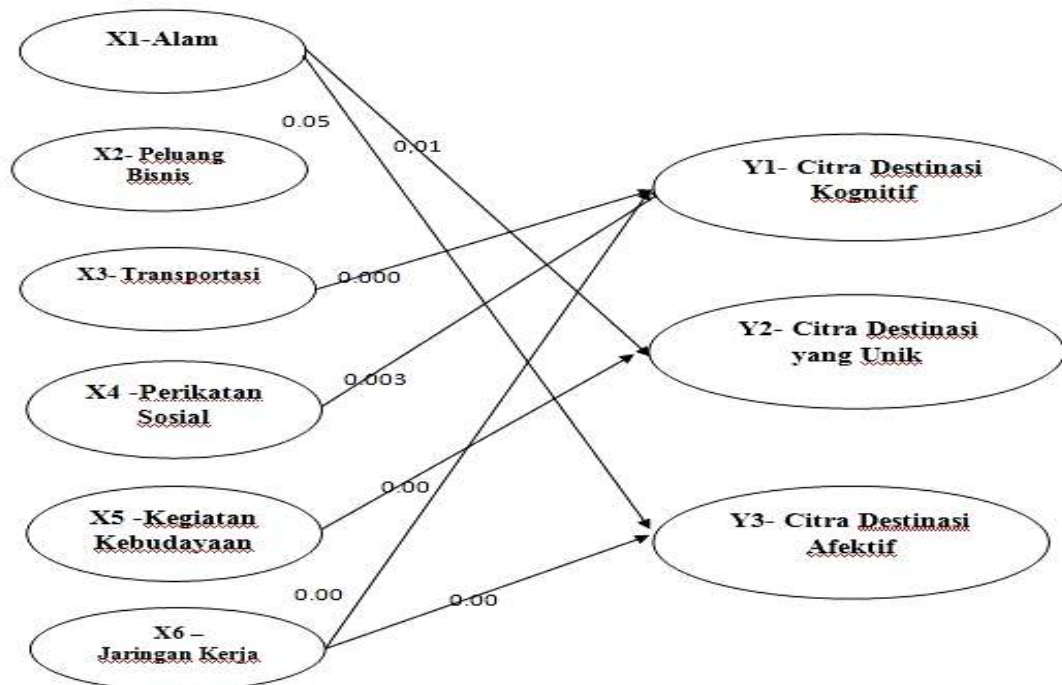 X1-Alam
0.05
0,01
X2- Peluang
Bisnis
Y1- Citra Destinasi
Kognitif
X3- Transportasi
0.000
Y2- Citra Destinasi
yang Unik
X4 -Perikatan
Sosial
0.003
0.00
X5 -Kegiatan
Kebudayaan
Y3- Citra Destinasi
Afektif
0.00
0.00
X6 –
Jaringan Kerja